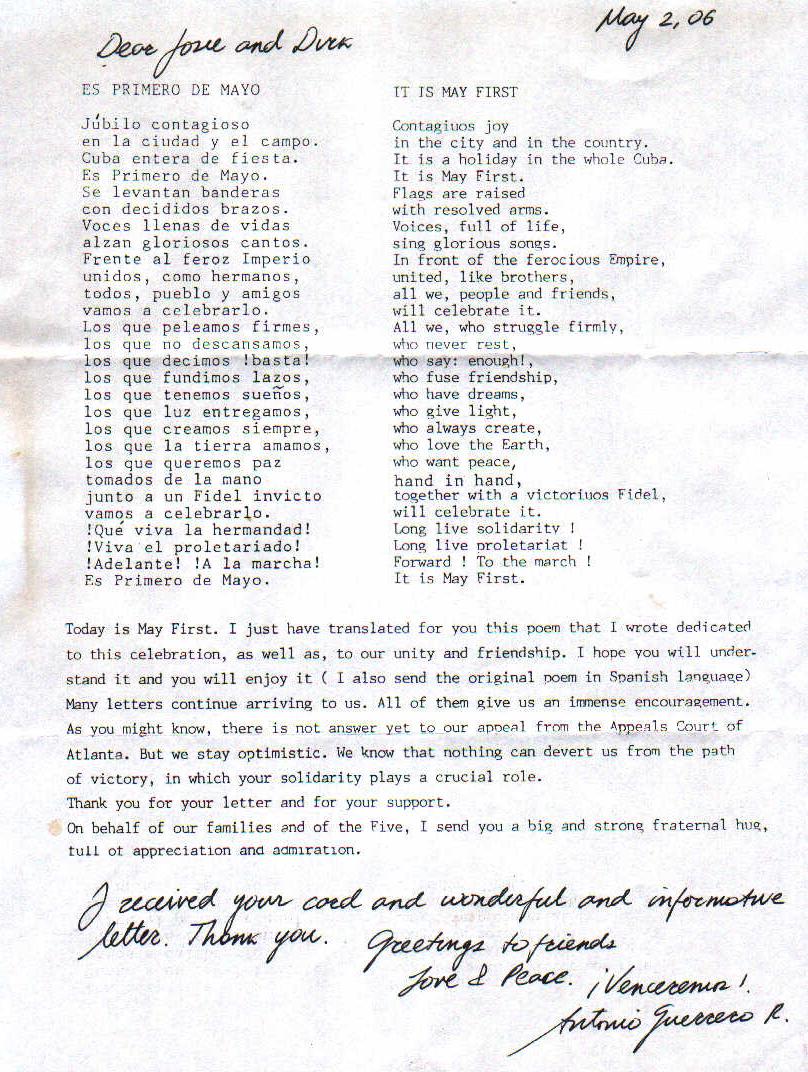 May 2, 06
Dear Josie and Dirk
ES PRIMERO DE MAYO
Júbilo contagioso
en la ciudad y el campo.
Cuba entera de fiesta.
Es Primero de Mayo.
Se levantan banderas
con decididos brazos.
Voces llenas de vidas
alzan gloriosos cantos.
Frente al feroz Imperio
unidos, como hermanos,
todos, pueblo y amigos
vamos a celebrarlo.
Los que peleamos firmes,
los que no descansamos,
los que decimos !basta!
los que fundimos lazos,
los que tenemos sueños,
los que luz entregamos,
los que creamos siempre,
los que la tierra amamos,
los que queremos paz
tomados de la mano
junto a un Fidel invicto
vamos a celebrarlo.
!Qué viva la hermandad!
!Viva el proletariado!
!Adelante! !A la marcha!
Es Primero de Mayo.
IT IS MAY FIRST
Contagiuos joy
in the city and in the country.
It is a holiday in the whole Cuba.
It is May First.
Flags are raised
with resolved arms.
Voices, full of life,
sing glorious songs.
In front of the ferocious Empire,
united, like brothers,
all we, people and friends,
will celebrate it.
All we, who struggle firmly,
who never rest,
who say: enough!,
who fuse friendship,
who have dreams,
who give light,
who always create,
who love the Earth,
who want peace,
hand in hand,
together with a victoriuos Fidel,
will celebrate it.
Long live solidarity !
Long live proletariat !
Forward ! To the march !
It is May First.
Today is May First. I just have translated for you this poem that I wrote dedicated
to this celebration, as well as, to our unity and friendship. I hope you will under-
stand it and you will enjoy it ( I also send the original poem in Spanish language)
Many letters continue arriving to us. All of them give us an immense encouragement.
As you might know, there is not answer yet to our appeal from the Appeals Court of
Atlanta. But we stay optimistic. We know that nothing can devert us from the path
of victory, in which your solidarity plays a crucial role.
Thank you for your letter and for your support.
On behalf of our families and of the Five, I send you a big and strong fraternal hug,
full of appreciation and admiration.
I received your card and wonderful and informative
letter. Thank you. Greetings to friends
Love & Peace. ¡Venceremos!
Antonio Guerrero R.